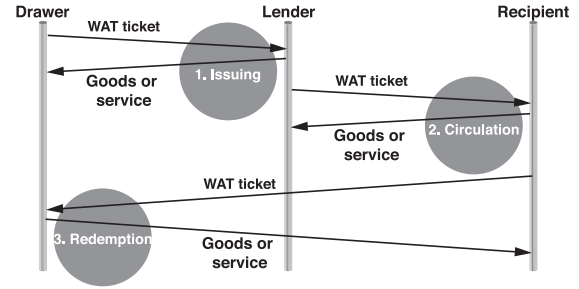 Drawer
Lender
Recipient
WAT ticket
1. Issuing
Goods or
service
WAT ticket
2. Circulation
Goods or
service
WAT ticket
3. Redemption
Goods or
service